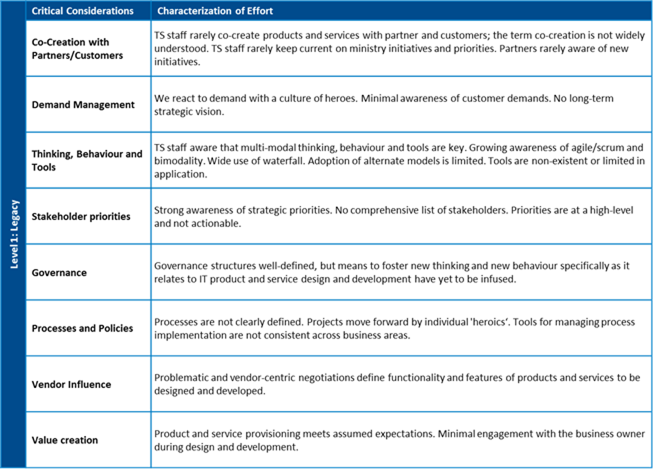 Critical Considerations
Characterization of Effort
Level1: Legacy
Co-Creation with
Partners/Customers
TS staff rarely co-create products and services with partner and customers; the term co-creation is not widely
understood. TS staff rarely keep current on ministry initiatives and priorities. Partners rarely aware of new
initiatives.
Demand Management
We react to demand with a culture of heroes. Minimal awareness of customer demands. No long-term
strategic vision.
Thinking, Behaviour and
Tools
TS staff aware that multi-modal thinking, behaviour and tools are key. Growing awareness of agile/scrum and
bimodality. Wide use of waterfall. Adoption of alternate models is limited. Tools are non-existent or limited in
application.
Stakeholder priorities
Strong awareness of strategic priorities. No comprehensive list of stakeholders. Priorities are at a high-level
and not actionable.
Governance
Governance structures well-defined, but means to foster new thinking and new behaviour specifically as it
relates to IT product and service design and development have yet to be infused.
Processes and Policies
Processes are not clearly defined. Projects move forward by individual 'heroics'. Tools for managing process
implementation are not consistent across business areas.
Vendor Influence
Problematic and vendor-centric negotiations define functionality and features of products and services to be
designed and developed.
Value creation
Product and service provisioning meets assumed expectations. Minimal engagement with the business owner
during design and development.